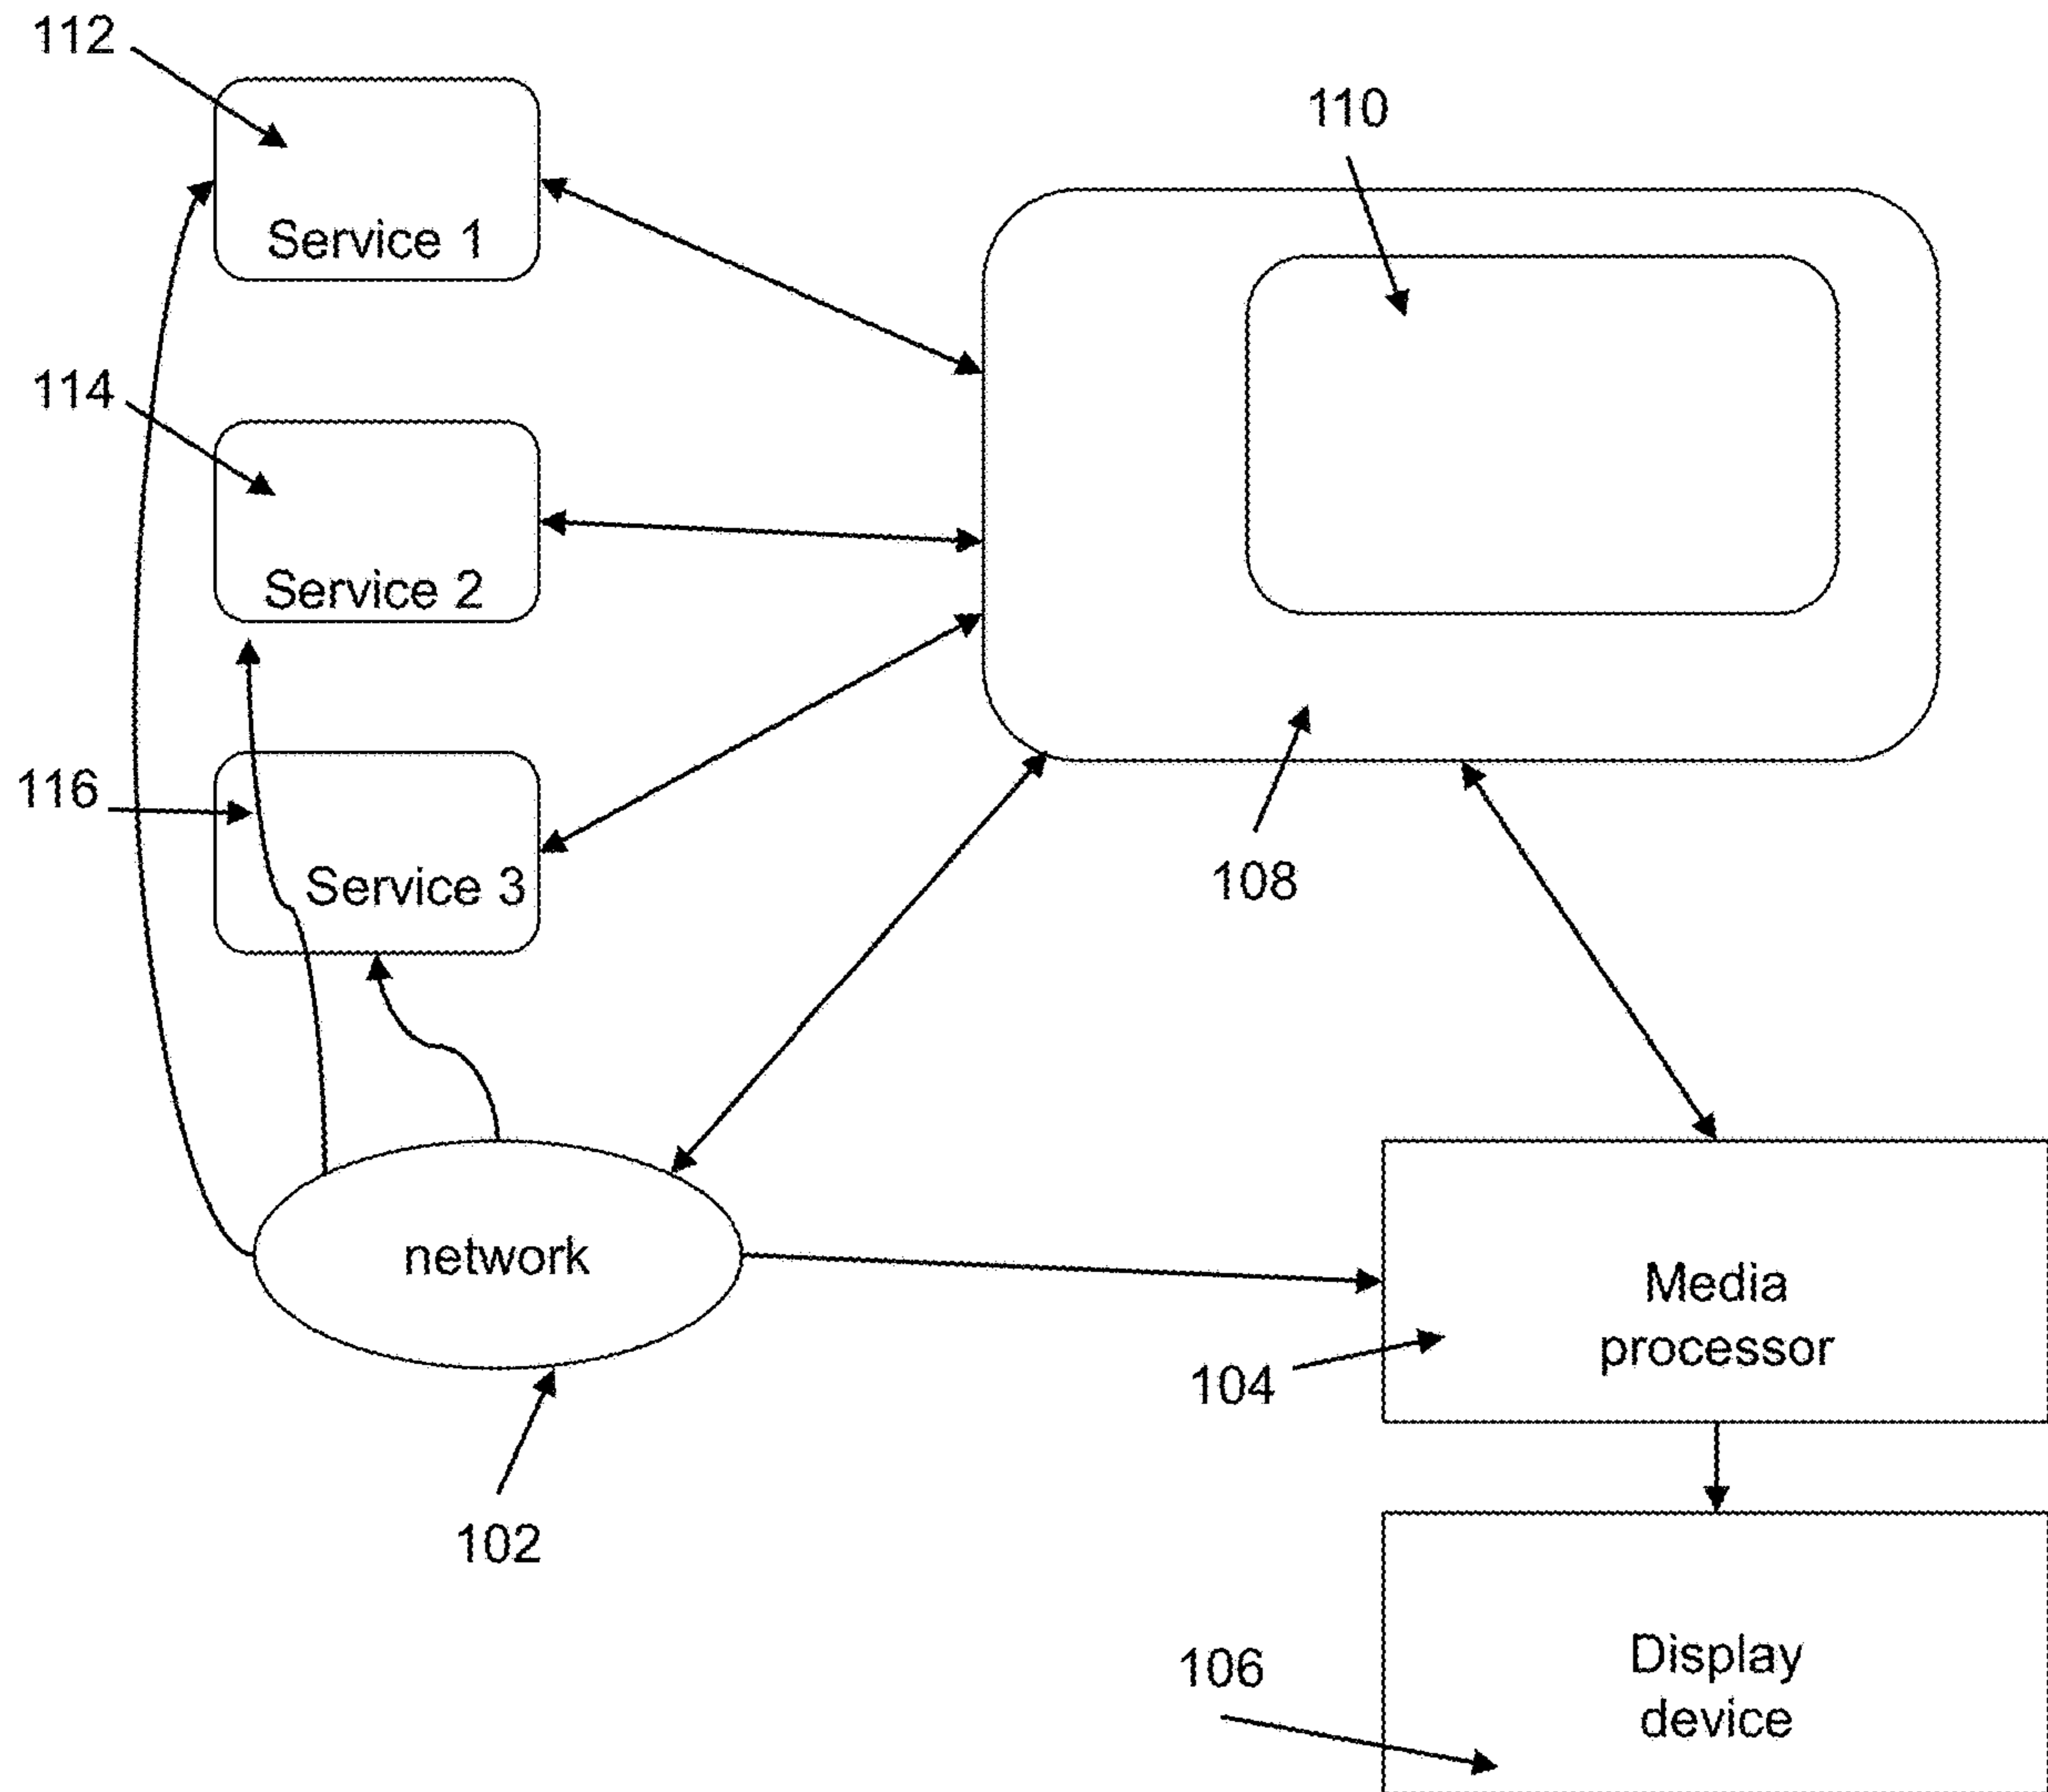 112
110
Service 1
114
Service 2
116
Service 3
108
network
Media
processor
104
102
Display
device
106